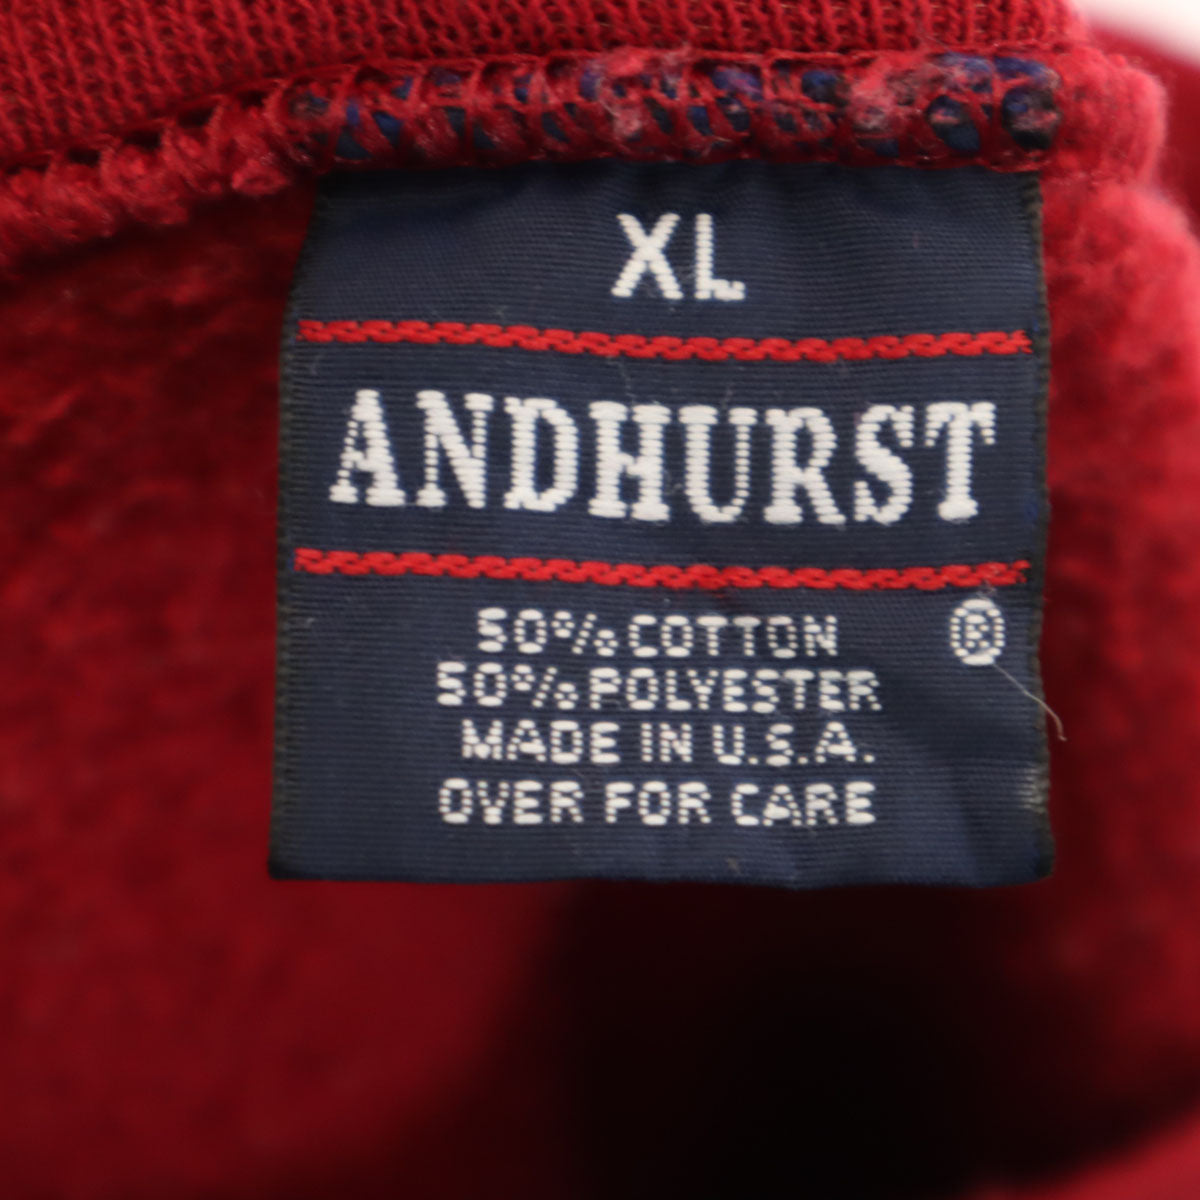 XL
ANDHURST
®
50% COTTON
50% POLYESTER
MADE IN U.S.A.
OVER FOR CARE